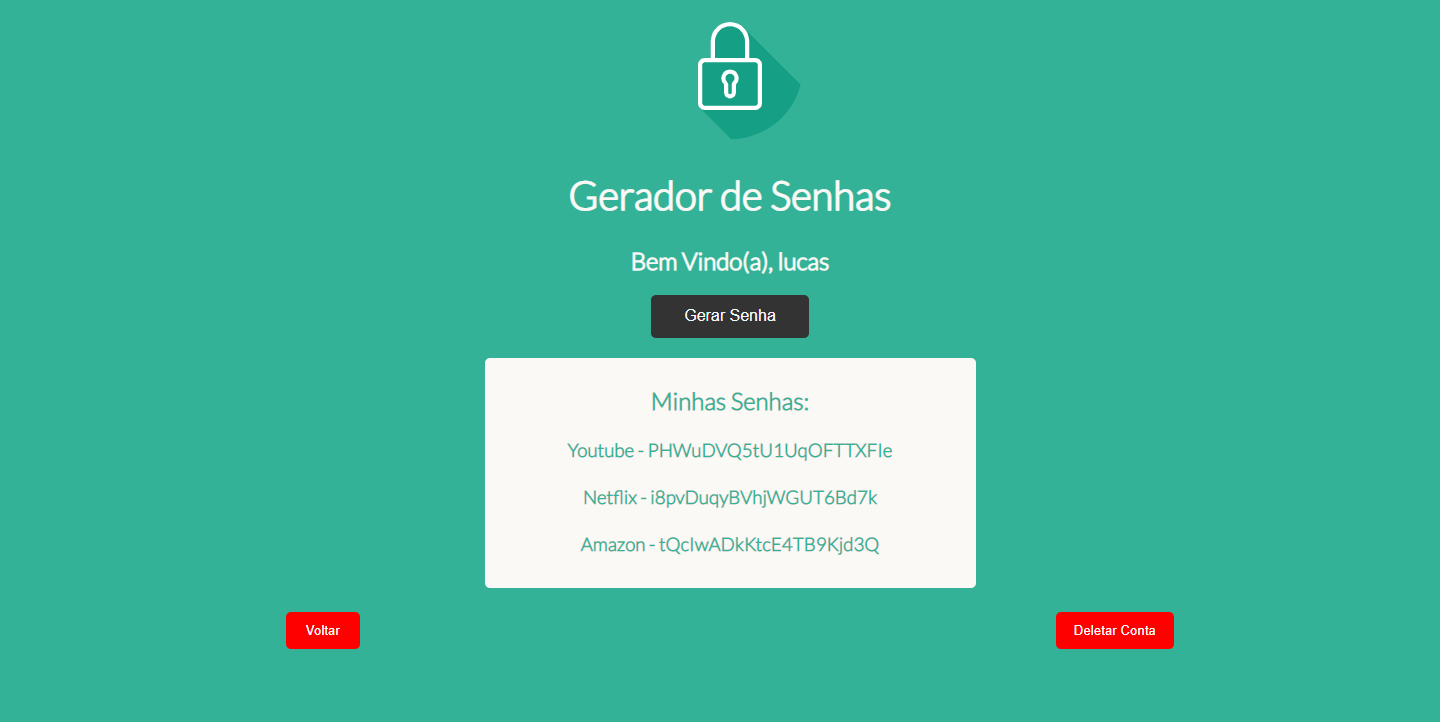 Gerador de Senhas
Bem Vindo(a), lucas
Gerar Senha
Minhas Senhas:
Youtube - PHWuDVQ5tU1UqOFTTXFIe
Netflix - i8pvDuqyBVhjWGUT6Bd7k
Amazon - tQcIwADkKtcE4TB9Kjd3Q
Voltar
Deletar Conta